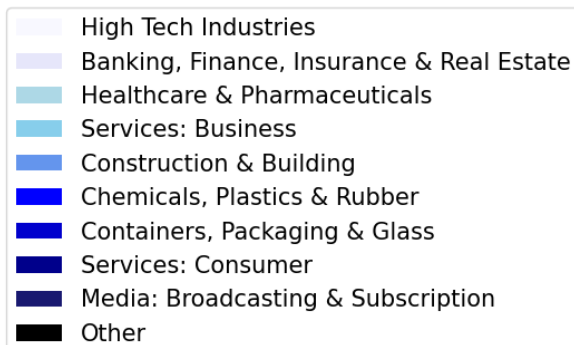 High Tech Industries
Banking, Finance, Insurance & Real Estate
Healthcare & Pharmaceuticals
Services: Business
Construction & Building
Chemicals, Plastics & Rubber
Containers, Packaging & Glass
Services: Consumer
Media: Broadcasting & Subscription
Other